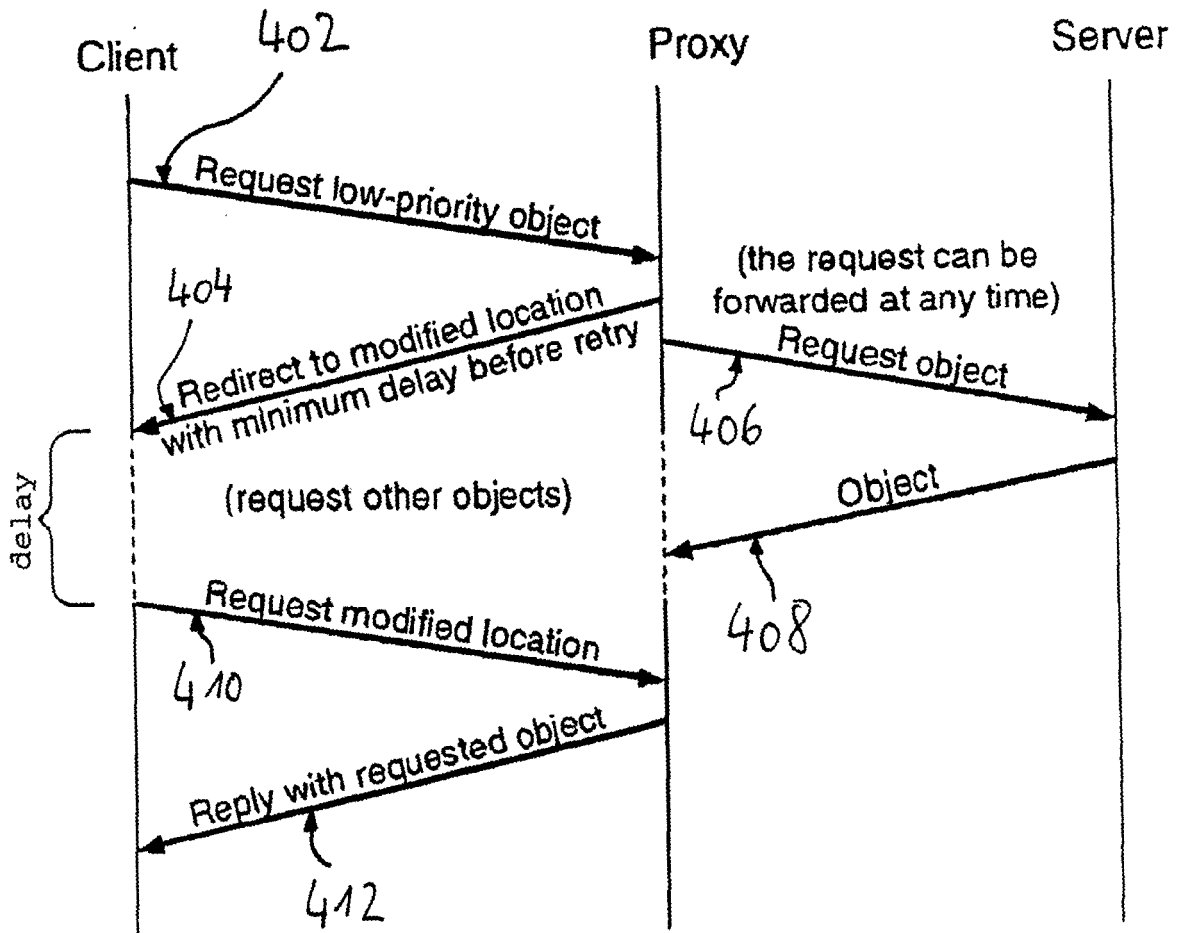 Client
402
Proxy
Server
Request low-priority object
(the request can be
forwarded at any time)
404
Redirect to modified location
with minimum delay before retry
Request object
406
delay
(request other objects)
Object
Request modified location
408
410
Reply with requested object
412